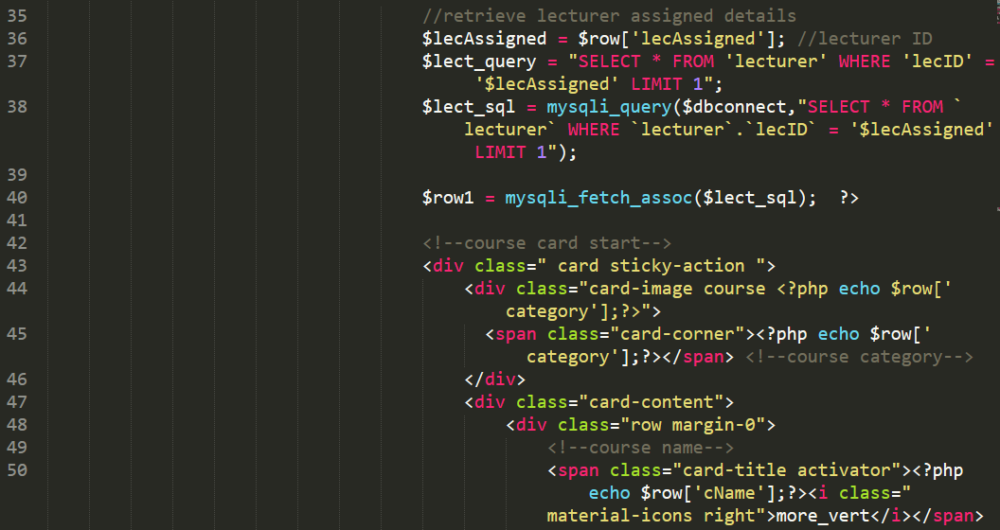 35 //retrieve lecturer assigned details
36 $lecAssigned = $row['lecAssigned']; //lecturer ID
37 $lect_query = "SELECT * FROM 'lecturer' WHERE 'lecID' =
'$lecAssigned' LIMIT 1";
38 $lect_sql = mysqli_query($dbconnect,"SELECT * FROM `
lecturer` WHERE `lecturer`.`lecID` = '$lecAssigned'
LIMIT 1");
39
40 $row1 = mysqli_fetch_assoc($lect_sql);  ?>
41
42 <!--course card start-->
43 <div class=" card sticky-action ">
44 <div class="card-image course <?php echo $row['
category'];?>">
45 <span class="card-corner"><?php echo $row['
category'];?></span> <!--course category-->
46 </div>
47 <div class="card-content">
48 <div class="row margin-0">
49 <!--course name-->
50 <span class="card-title activator"><?php
echo $row['cName'];?><i class="
material-icons right">more_vert</i></span>